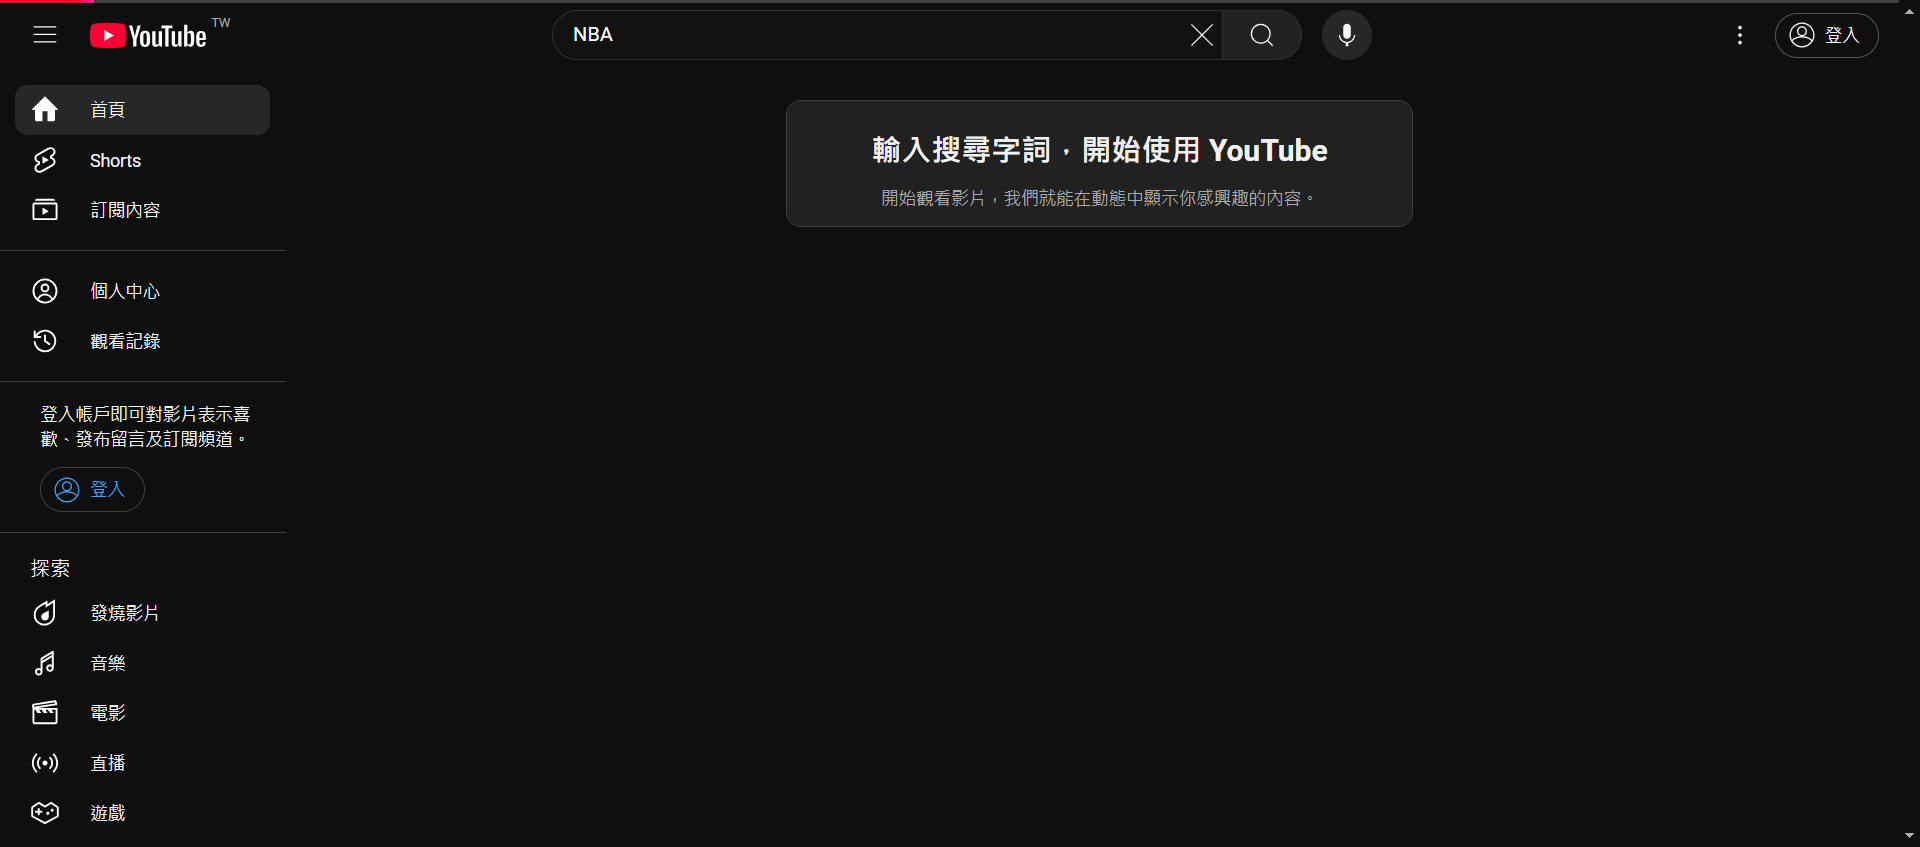 YouTube TW
NBA
登入
首頁
Shorts
訂閱內容
個人中心
觀看記錄
登入帳戶即可對影片表示喜
歡、發布留言及訂閱頻道。
登入
探索
發燒影片
音樂
電影
直播
遊戲
輸入搜尋字詞，開始使用 YouTube
開始觀看影片，我們就能在動態中顯示你感興趣的內容。